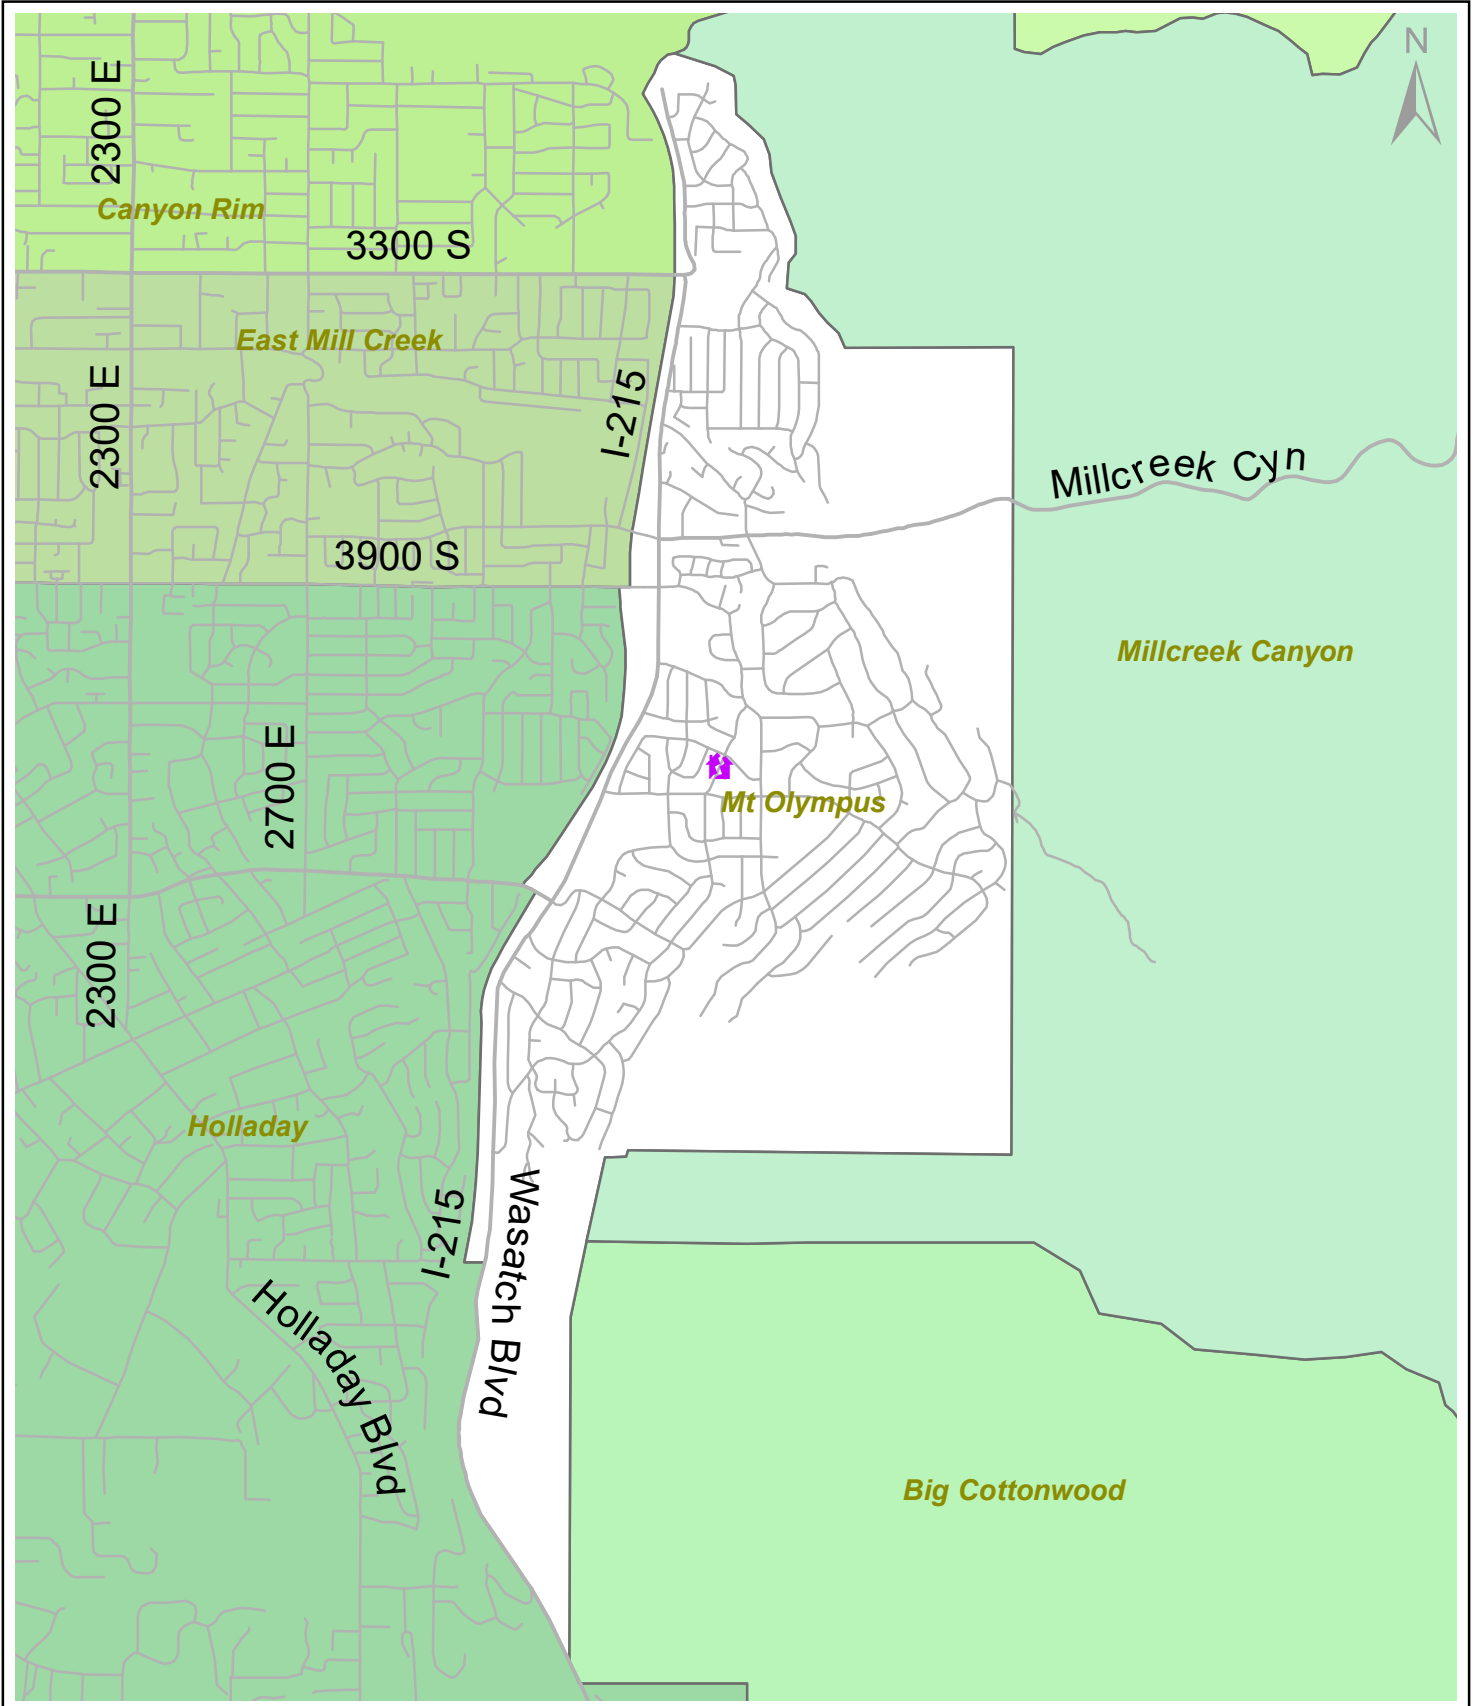 N
2300 E
Canyon Rim
3300 S
East Mill Creek
2300 E
I-215
Millcreek Cyn
3900 S
Millcreek Canyon
2700 E
Mt Olympus
2300 E
Holladay
I-215
Wasatch Blvd
Holladay Blvd
Big Cottonwood